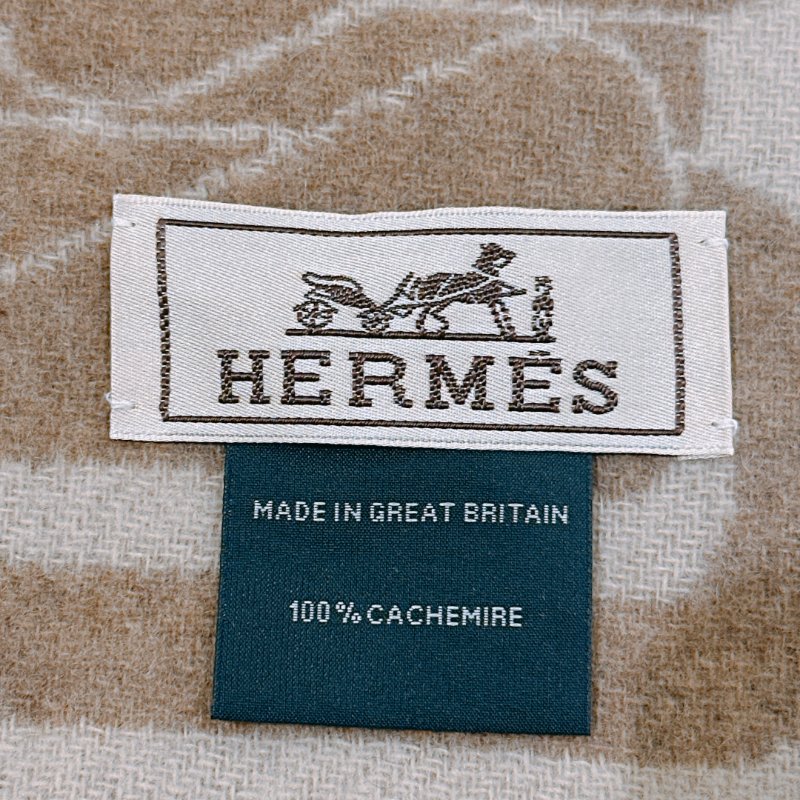 HERMÈS
MADE IN GREAT BRITAIN
100% CACHEMIRE